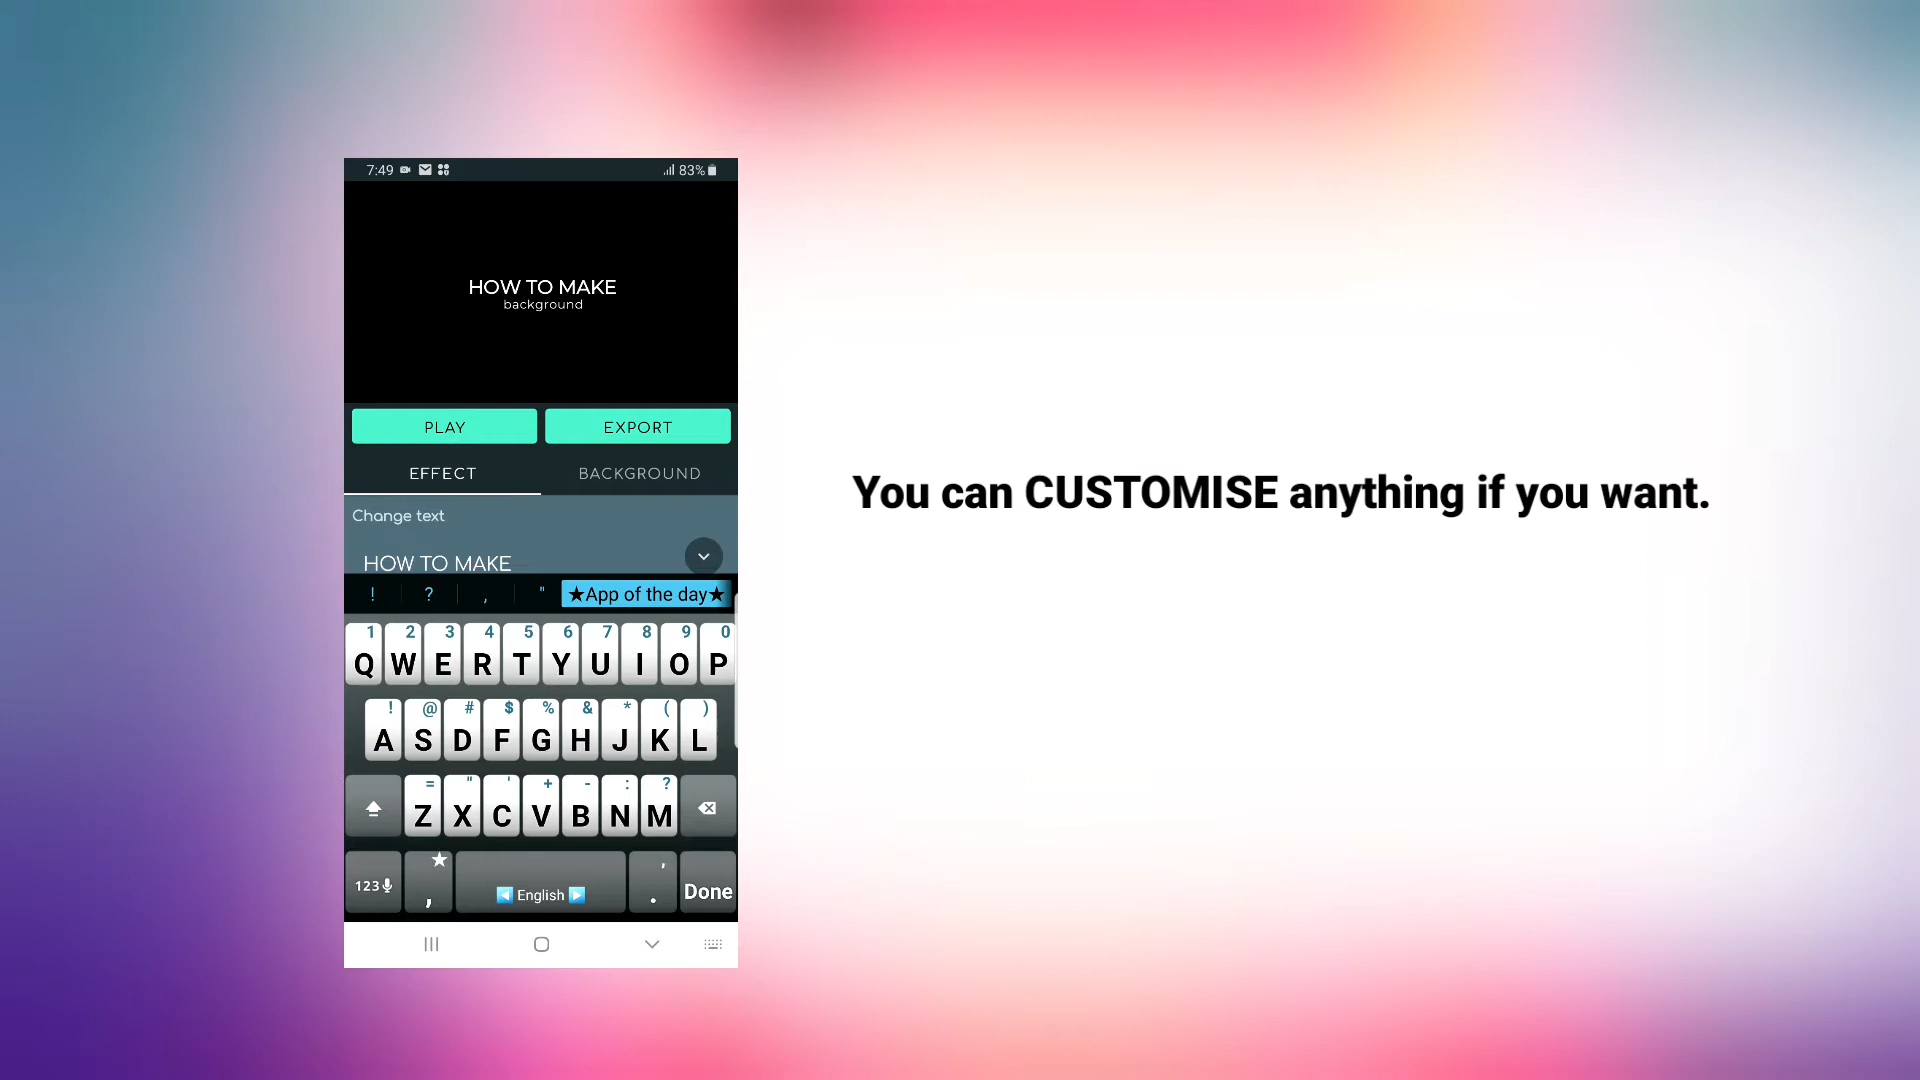 7:49 83%
HOW TO MAKE
background
PLAY EXPORT
EFFECT BACKGROUND
Change text
HOW TO MAKE
! ? , " ★App of the day★
1 2 3 4 5 6 7 8 9 0
Q W E R T Y U I O P
! @ # $ % & * ( )
A S D F G H J K L
= " ' + - : ?
Z X C V B N M
★ '
123 , English . Done
You can CUSTOMISE anything if you want.